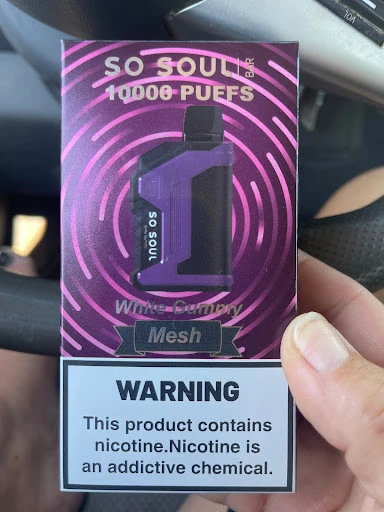 SO SOUL BAR
10000 PUFFS
SO SOUL
White Gummy
Mesh
WARNING
This product contains
nicotine.Nicotine is
an addictive chemical.